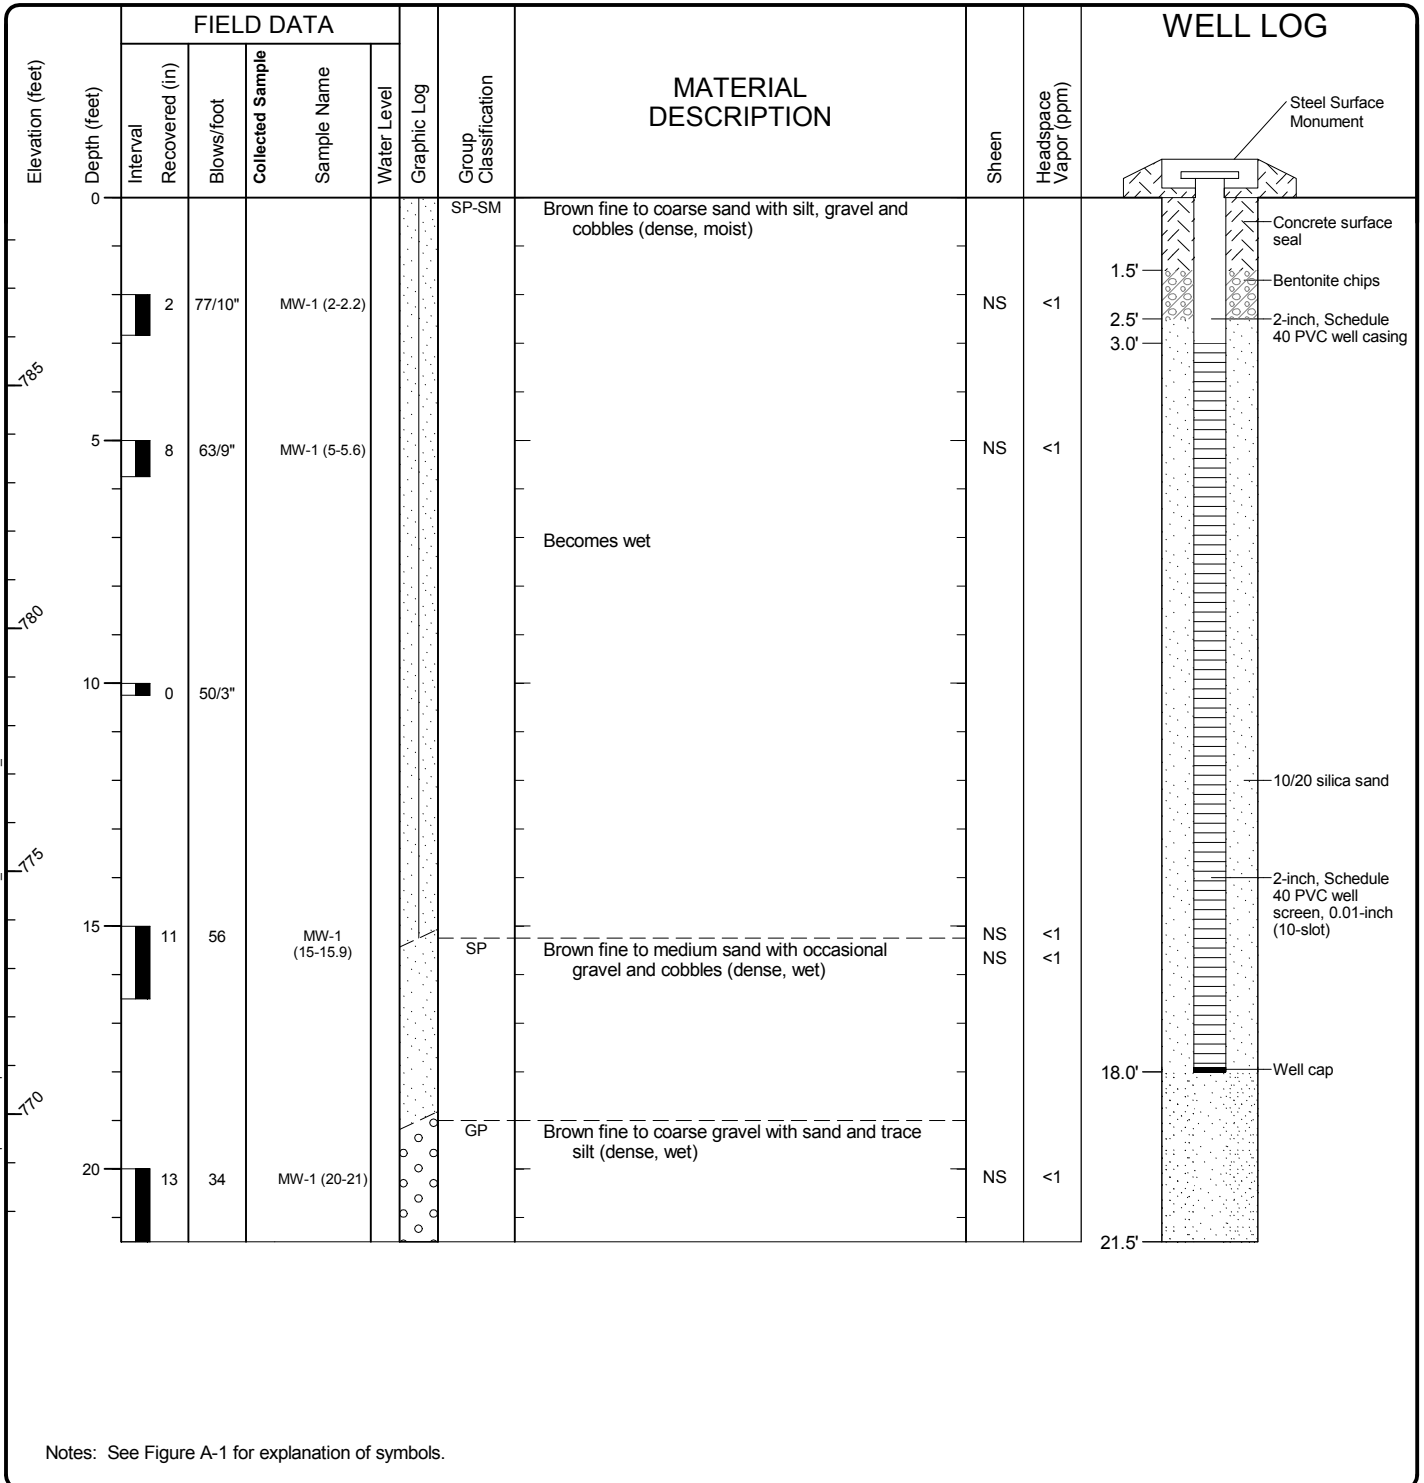 FIELD DATA
WELL LOG
Elevation (feet)
Depth (feet)
Interval
Recovered (in)
Blows/foot
Collected Sample
Sample Name
Water Level
Graphic Log
Group
Classification
MATERIAL
DESCRIPTION
Sheen
Headspace
Vapor (ppm)
Steel Surface
Monument
0
SP-SM
Brown fine to coarse sand with silt, gravel and
cobbles (dense, moist)
Concrete surface
seal
1.5'
Bentonite chips
2 77/10" MW-1 (2-2.2) NS <1
2.5'
2-inch, Schedule
40 PVC well casing
3.0'
785
5
8 63/9" MW-1 (5-5.6) NS <1
Becomes wet
780
10
0 50/3"
10/20 silica sand
775
2-inch, Schedule
40 PVC well
screen, 0.01-inch
(10-slot)
15
11 56 MW-1
(15-15.9)
NS <1
SP
Brown fine to medium sand with occasional
gravel and cobbles (dense, wet)
NS <1
18.0'
Well cap
770
GP
Brown fine to coarse gravel with sand and trace
silt (dense, wet)
20
13 34 MW-1 (20-21) NS <1
21.5'
Notes: See Figure A-1 for explanation of symbols.